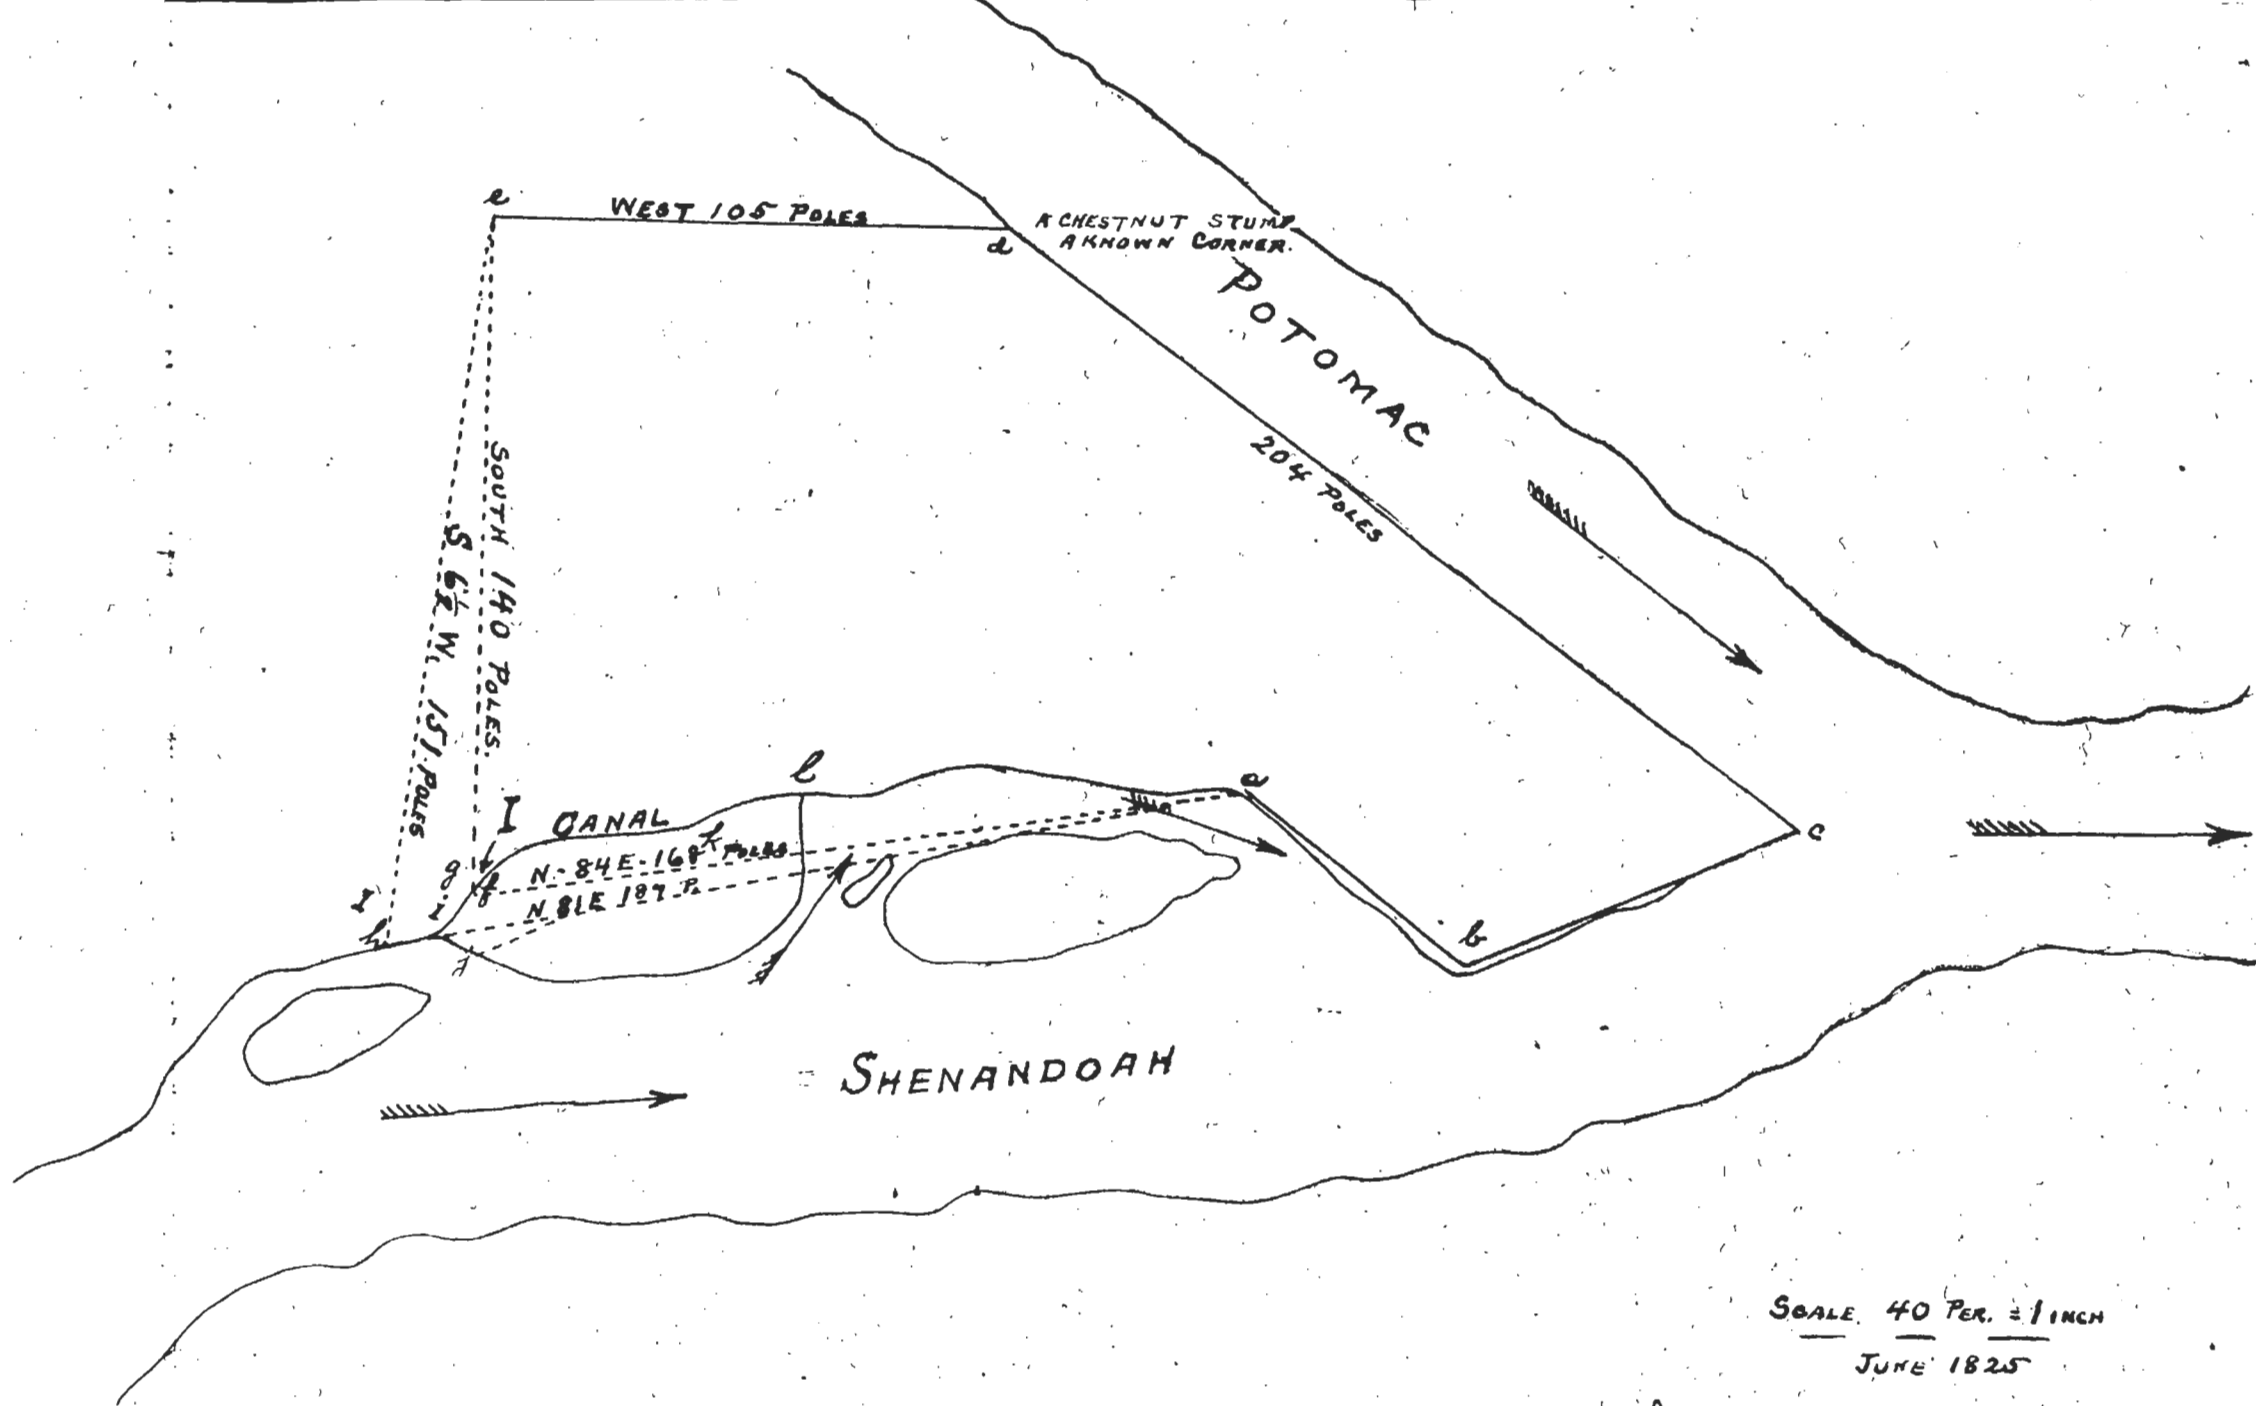 e
WEST 105 POLES
d
A CHESTNUT STUMP
A KNOWN CORNER.
POTOMAC
204 POLES
SOUTH 140 POLES.
S 6½ W, 151. POLES
l
a
c
I
CANAL
k
N - 84 E - 168 POLES
g
f
N 81 E 189 P.
I
i
h
j
b
SHENANDOAH
SCALE. 40 PER. = 1 INCH
JUNE 1825